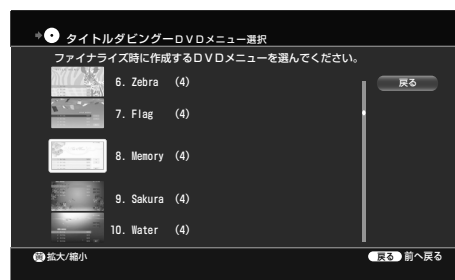 タイトルダビングーDVDメニュー選択
ファイナライズ時に作成するDVDメニューを選んでください。
6. Zebra (4)
戻る
7. Flag (4)
8. Memory (4)
9. Sakura (4)
10. Water (4)
黄 拡大/縮小
戻る 前へ戻る